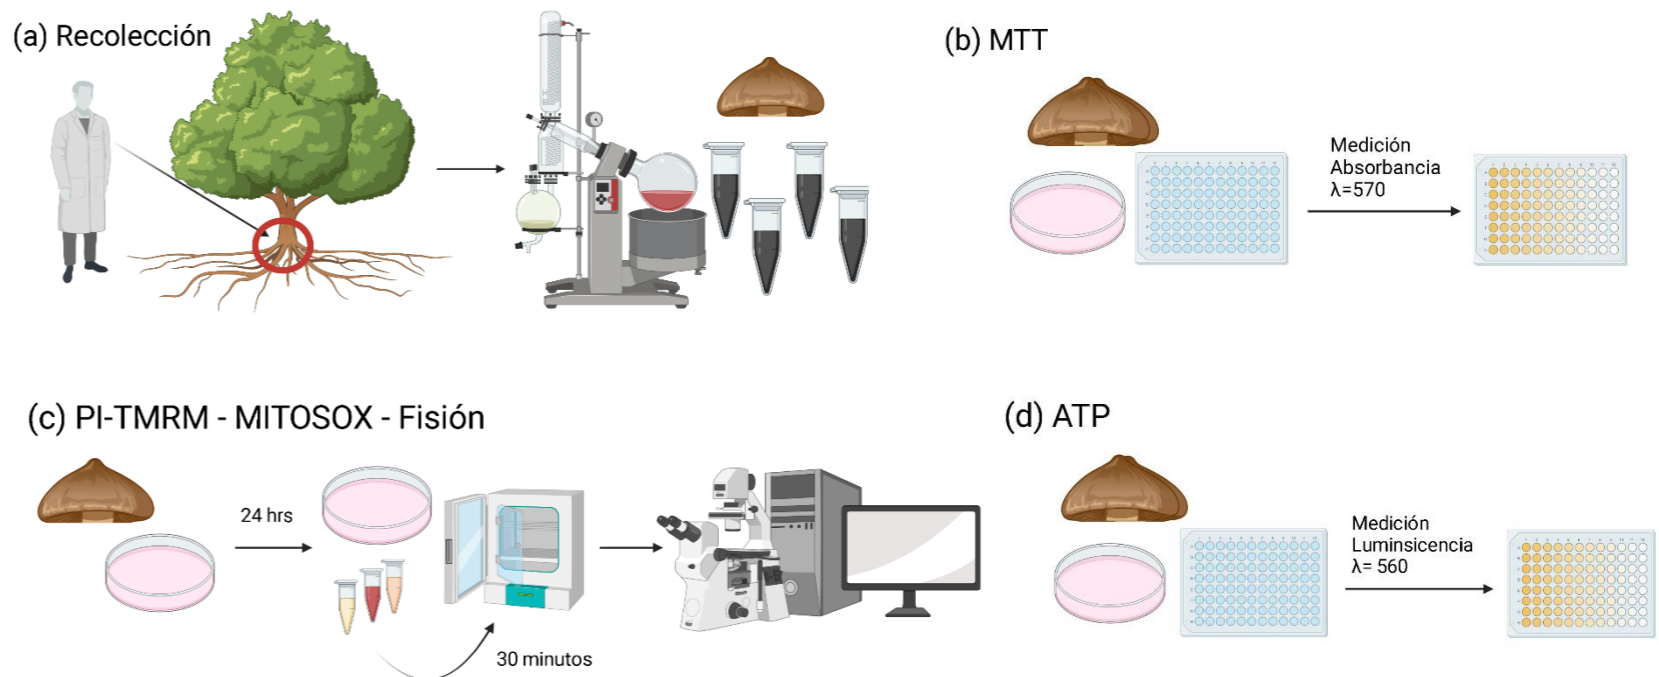 (a) Recolección
(b) MTT
Medición
Absorbancia
λ=570
(c) PI-TMRM - MITOSOX - Fisión
24 hrs
30 minutos
(d) ATP
Medición
Luminsicencia
λ= 560